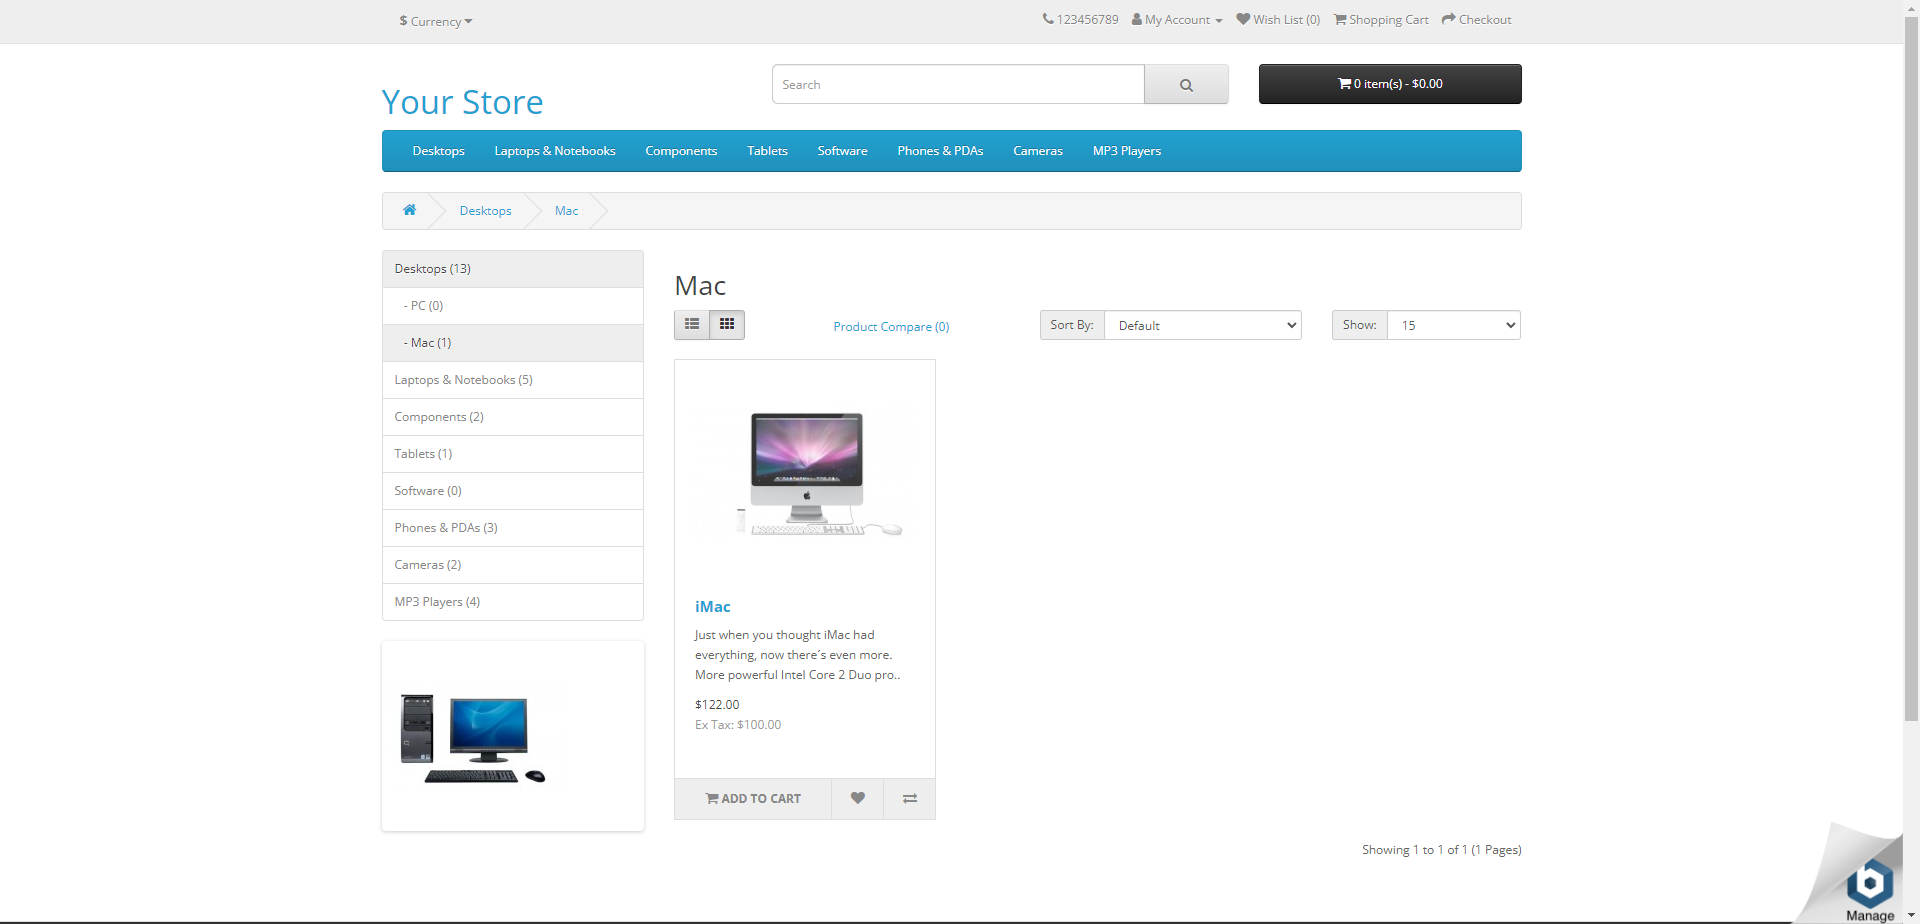 $ Currency
123456789 My Account Wish List (0) Shopping Cart Checkout
Your Store
Search
0 item(s) - $0.00
Desktops Laptops & Notebooks Components Tablets Software Phones & PDAs Cameras MP3 Players
Desktops Mac
Desktops (13)
- PC (0)
- Mac (1)
Laptops & Notebooks (5)
Components (2)
Tablets (1)
Software (0)
Phones & PDAs (3)
Cameras (2)
MP3 Players (4)
Mac
Product Compare (0)
Sort By: Default
Show: 15
iMac
Just when you thought iMac had
everything, now there´s even more.
More powerful Intel Core 2 Duo pro..
$122.00
Ex Tax: $100.00
ADD TO CART
Showing 1 to 1 of 1 (1 Pages)
b
Manage